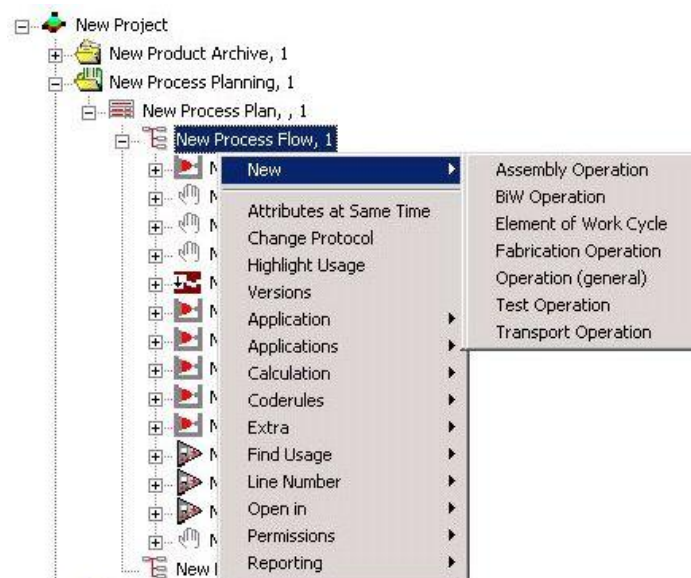 New Project
New Product Archive, 1
New Process Planning, 1
New Process Plan, , 1
New Process Flow, 1
New
Attributes at Same Time
Change Protocol
Highlight Usage
Versions
Application
Applications
Calculation
Coderules
Extra
Find Usage
Line Number
Open in
Permissions
Reporting
Assembly Operation
BiW Operation
Element of Work Cycle
Fabrication Operation
Operation (general)
Test Operation
Transport Operation
New